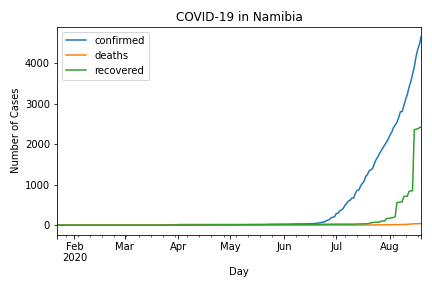 COVID-19 in Namibia
confirmed
deaths
recovered
Number of Cases
4000
3000
2000
1000
0
Feb Mar Apr May Jun Jul Aug
2020
Day